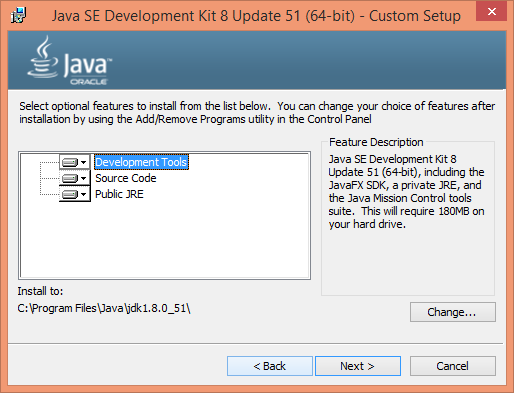 Java SE Development Kit 8 Update 51 (64-bit) - Custom Setup
Java
ORACLE
Select optional features to install from the list below. You can change your choice of features after
installation by using the Add/Remove Programs utility in the Control Panel
Development Tools
Source Code
Public JRE
Feature Description
Java SE Development Kit 8
Update 51 (64-bit), including the
JavaFX SDK, a private JRE, and
the Java Mission Control tools
suite. This will require 180MB on
your hard drive.
Install to:
C:\Program Files\Java\jdk1.8.0_51\
Change...
< Back
Next >
Cancel